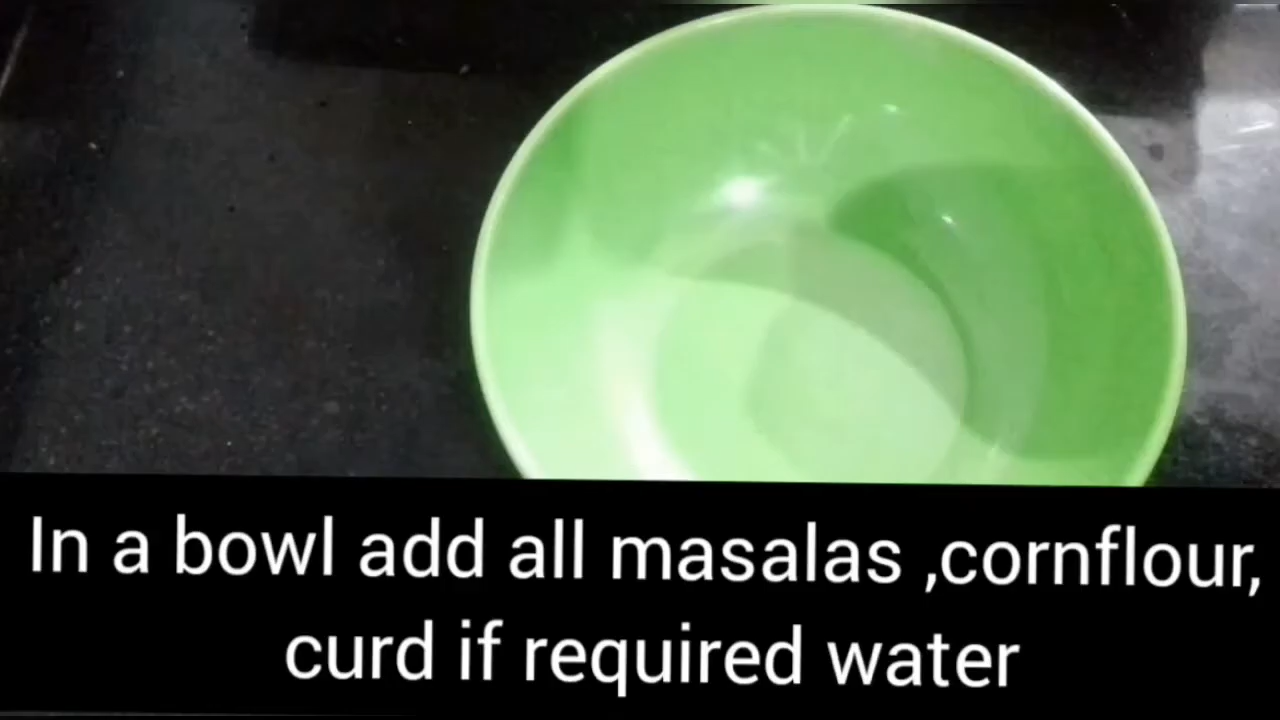 In a bowl add all masalas ,cornflour,
curd if required water